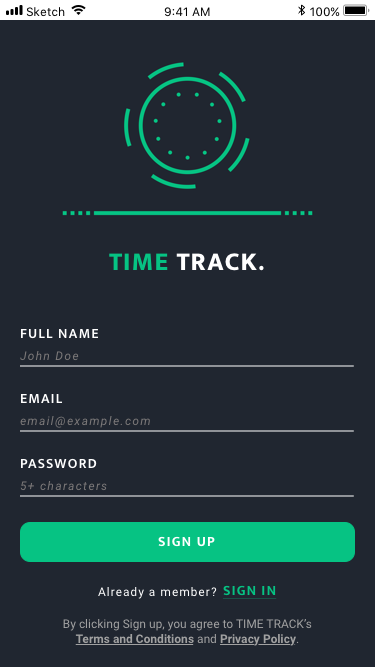 Sketch 9:41 AM 100%
TIME TRACK.
FULL NAME
John Doe
EMAIL
email@example.com
PASSWORD
5+ characters
SIGN UP
Already a member? SIGN IN
By clicking Sign up, you agree to TIME TRACK's
Terms and Conditions and Privacy Policy.